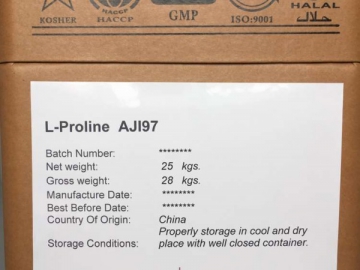 KOSHER
HACCP
HACCP
GMP
ISO:9001
HALAL
حلال
L-Proline AJI97
Batch Number: ********
Net weight: 25 kgs.
Gross weight: 28 kgs.
Manufacture Date: ********
Best Before Date: ********
Country Of Origin: China
Storage Conditions: Properly storage in cool and dry
place with well closed container.